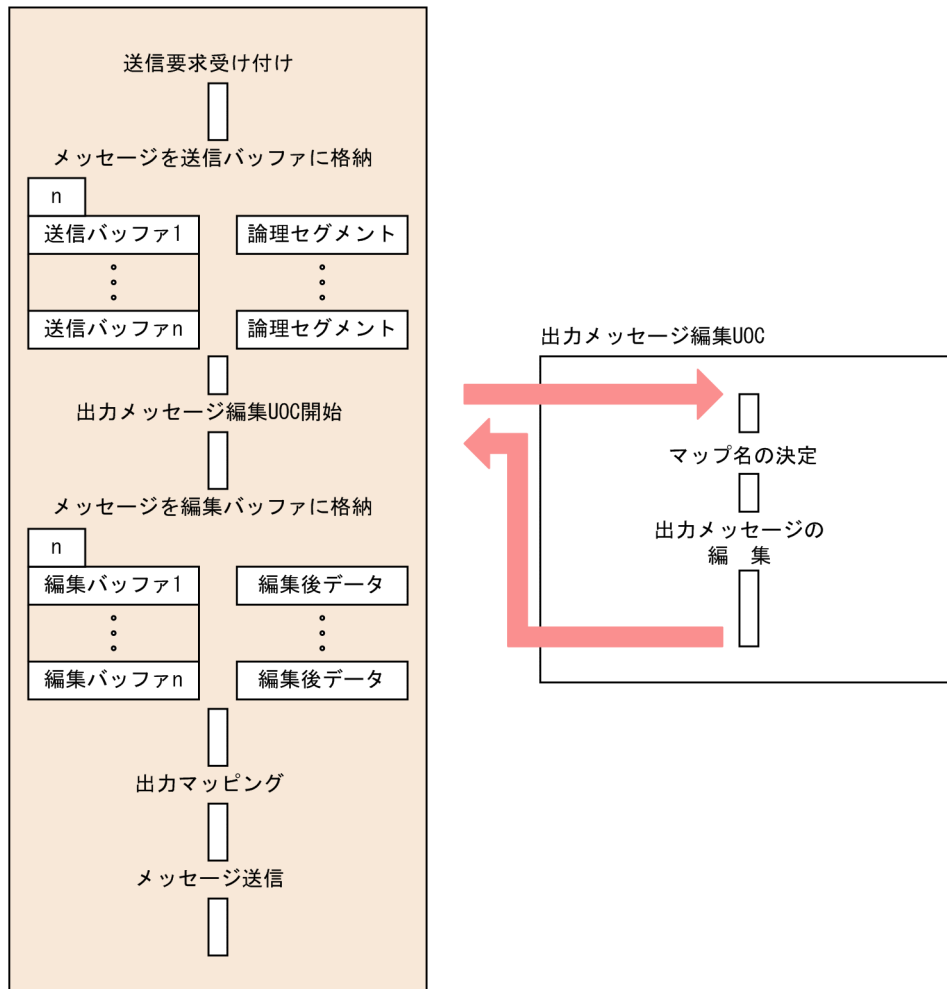 送信要求受け付け
メッセージを送信バッファに格納
n
送信バッファ1 論理セグメント
送信バッファn 論理セグメント
出力メッセージ編集UOC開始
メッセージを編集バッファに格納
n
編集バッファ1 編集後データ
編集バッファn 編集後データ
出力マッピング
メッセージ送信
出力メッセージ編集UOC
マップ名の決定
出力メッセージの
編　集